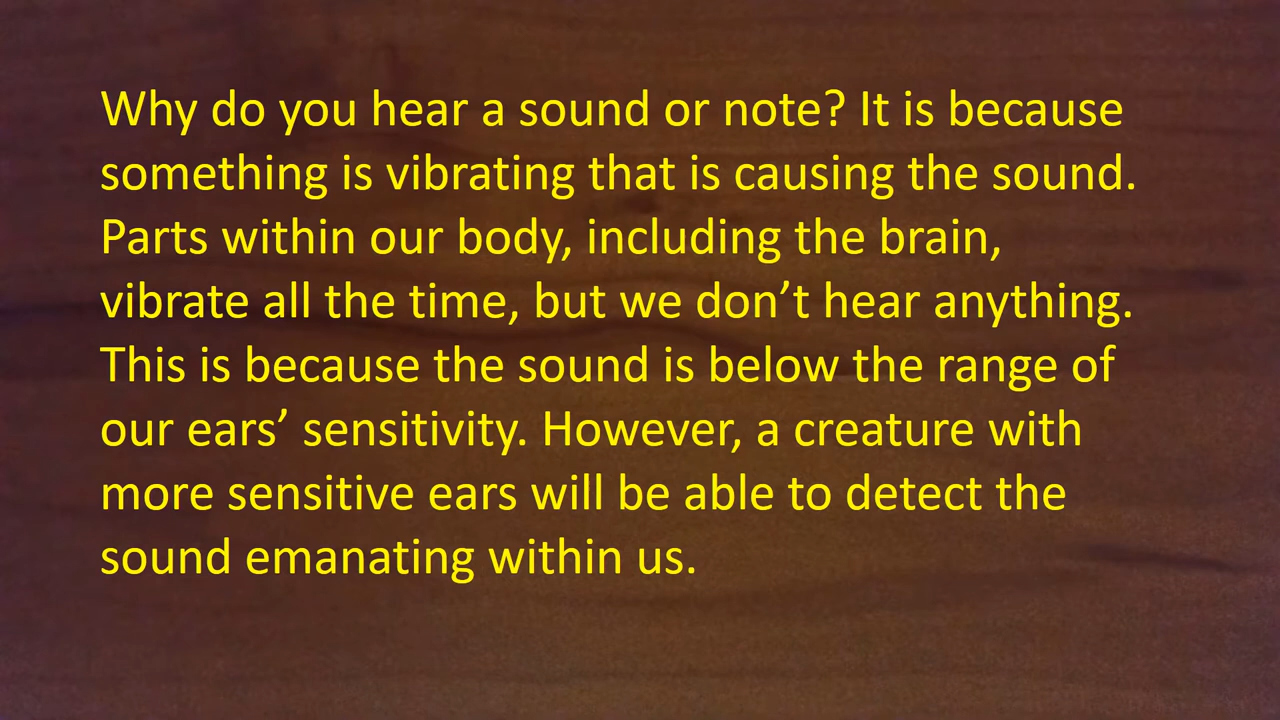 Why do you hear a sound or note? It is because
something is vibrating that is causing the sound.
Parts within our body, including the brain,
vibrate all the time, but we don’t hear anything.
This is because the sound is below the range of
our ears’ sensitivity. However, a creature with
more sensitive ears will be able to detect the
sound emanating within us.